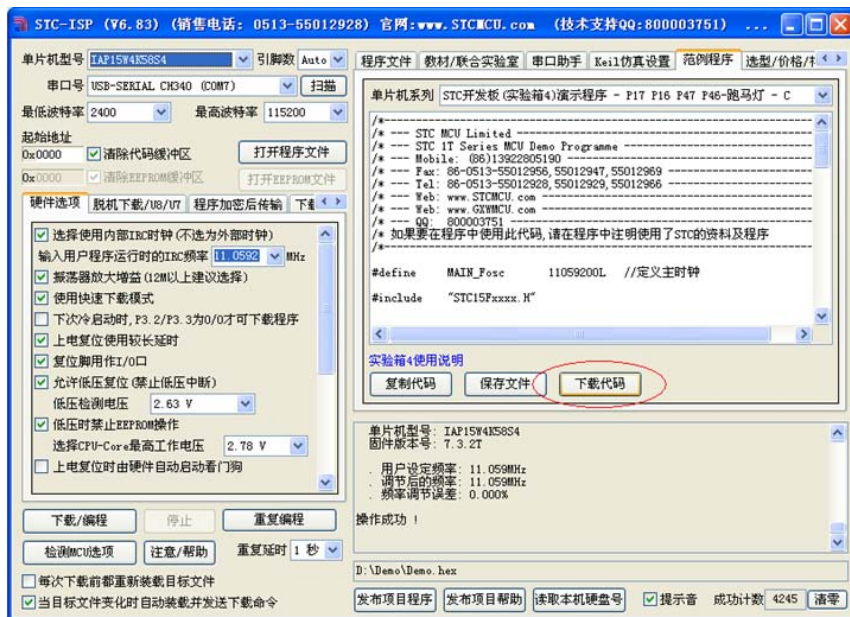 STC-ISP (V6.83) (销售电话: 0513-55012928) 官网:www.STCMCU.com (技术支持QQ:800003751) ...
单片机型号 IAP15W4K58S4 引脚数 Auto
串口号 USB-SERIAL CH340 (COM7) 扫描
最低波特率 2400 最高波特率 115200
起始地址
0x0000 清除代码缓冲区 打开程序文件
0x0000 清除EEPROM缓冲区 打开EEPROM文件
硬件选项 脱机下载/U8/U7 程序加密后传输
选择使用内部IRC时钟(不选为外部时钟)
输入用户程序运行时的IRC频率 11.0592 MHz
振荡器放大增益(12M以上建议选择)
使用快速下载模式
下次冷启动时,P3.2/P3.3为0/0才可下载程序
上电复位使用较长延时
复位脚用作I/O口
允许低压复位(禁止低压中断)
低压检测电压 2.63 V
低压时禁止EEPROM操作
选择CPU-Core最高工作电压 2.78 V
上电复位时由硬件自动启动看门狗
下载/编程 停止 重复编程
检测MCU选项 注意/帮助 重复延时 1 秒
每次下载前都重新装载目标文件
当目标文件变化时自动装载并发送下载命令
程序文件 教材/联合实验室 串口助手 Keil仿真设置 范例程序 选型/价格/
单片机系列 STC开发板(实验箱4)演示程序 - P17 P16 P47 P46-跑马灯 - C
/*---------------------------------------------------------------------*/
/* --- STC MCU Limited ------------------------------------------------
/* --- STC 1T Series MCU Demo Programme -------------------------------
/* --- Mobile: (86)13922805190 ----------------------------------------
/* --- Fax: 86-0513-55012956,55012947,55012969 ------------------------
/* --- Tel: 86-0513-55012928,55012929,55012966 ------------------------
/* --- Web: www.STCMCU.com --------------------------------------------
/* --- Web: www.GXWMCU.com --------------------------------------------
/* --- QQ: 800003751 -------------------------------------------------
/* 如果要在程序中使用此代码,请在程序中注明使用了STC的资料及程序
/*---------------------------------------------------------------------
#define MAIN_Fosc 11059200L //定义主时钟
#include "STC15Fxxxx.H"
实验箱4使用说明
复制代码 保存文件 下载代码
单片机型号: IAP15W4K58S4
固件版本号: 7.3.2T
. 用户设定频率: 11.059MHz
. 调节后的频率: 11.059MHz
. 频率调节误差: 0.000%
操作成功 !
D:\Demo\Demo.hex
发布项目程序 发布项目帮助 读取本机硬盘号 提示音 成功计数 4245 清零